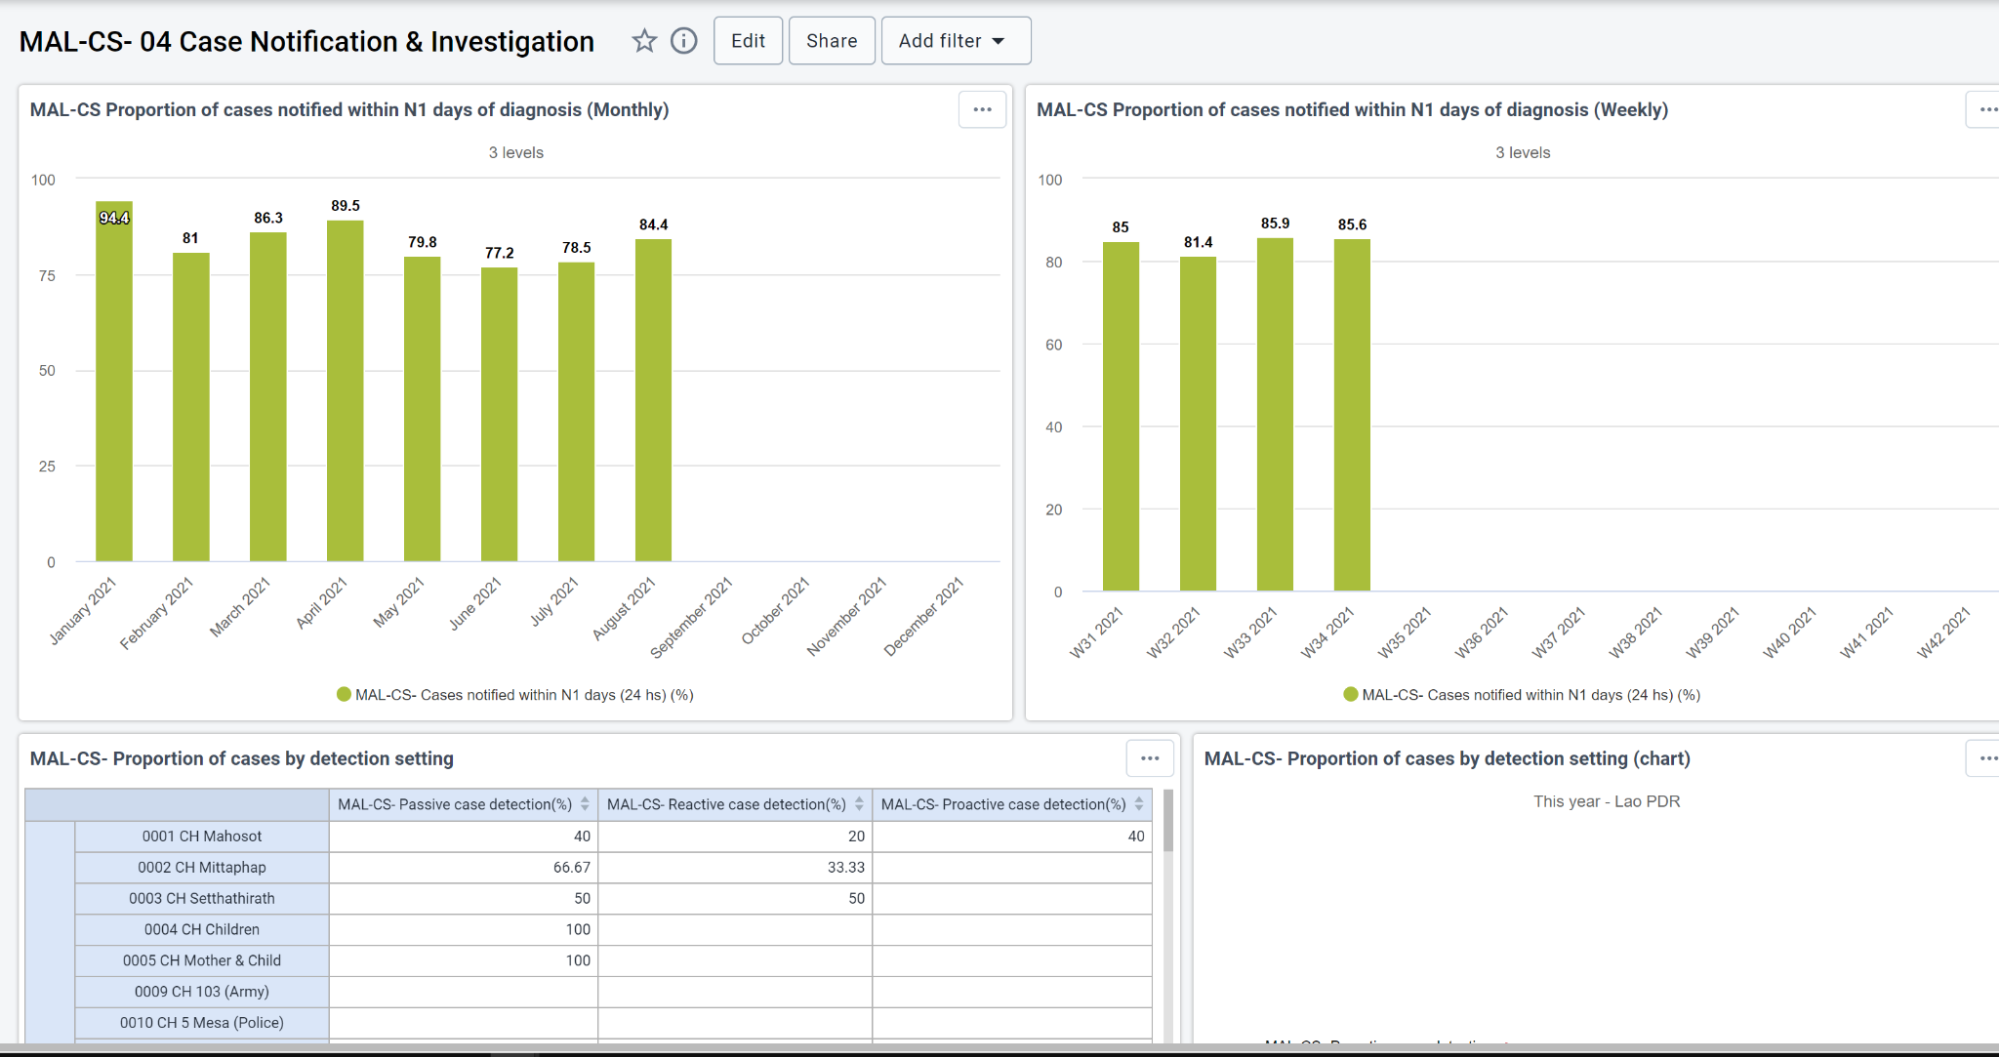 MAL-CS- 04 Case Notification & Investigation
Edit
Share
Add filter
MAL-CS Proportion of cases notified within N1 days of diagnosis (Monthly)
3 levels
100
75
50
25
0
94.4
81
86.3
89.5
79.8
77.2
78.5
84.4
January 2021
February 2021
March 2021
April 2021
May 2021
June 2021
July 2021
August 2021
September 2021
October 2021
November 2021
December 2021
MAL-CS- Cases notified within N1 days (24 hs) (%)
MAL-CS Proportion of cases notified within N1 days of diagnosis (Weekly)
3 levels
100
80
60
40
20
0
85
81.4
85.9
85.6
W31 2021
W32 2021
W33 2021
W34 2021
W35 2021
W36 2021
W37 2021
W38 2021
W39 2021
W40 2021
W41 2021
W42 2021
MAL-CS- Cases notified within N1 days (24 hs) (%)
MAL-CS- Proportion of cases by detection setting
MAL-CS- Passive case detection(%) MAL-CS- Reactive case detection(%) MAL-CS- Proactive case detection(%)
0001 CH Mahosot 40 20 40
0002 CH Mittaphap 66.67 33.33
0003 CH Setthathirath 50 50
0004 CH Children 100
0005 CH Mother & Child 100
0009 CH 103 (Army)
0010 CH 5 Mesa (Police)
MAL-CS- Proportion of cases by detection setting (chart)
This year - Lao PDR